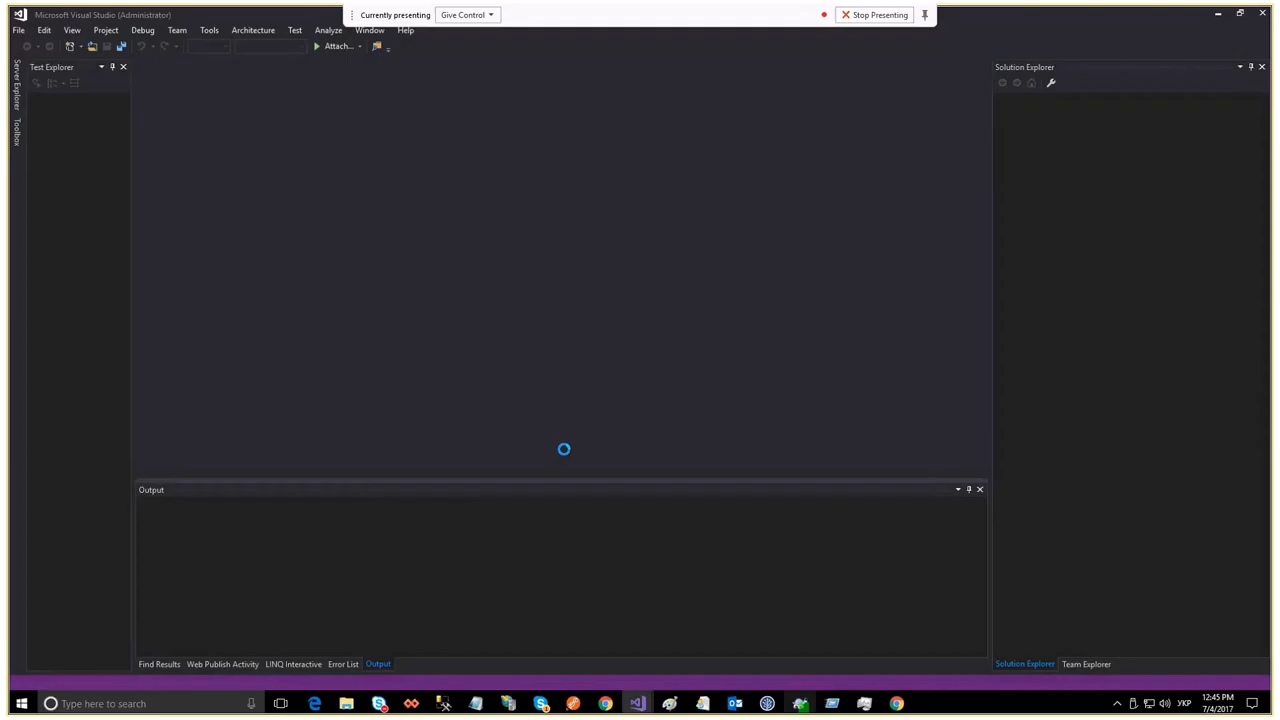 Microsoft Visual Studio (Administrator)
Currently presenting
Give Control
Stop Presenting
File Edit View Project Debug Team Tools Architecture Test Analyze Window Help
Attach...
Server Explorer
Toolbox
Test Explorer
Solution Explorer
Output
Find Results Web Publish Activity LINQ Interactive Error List Output
Solution Explorer Team Explorer
Type here to search
УКР
12:45 PM
7/4/2017